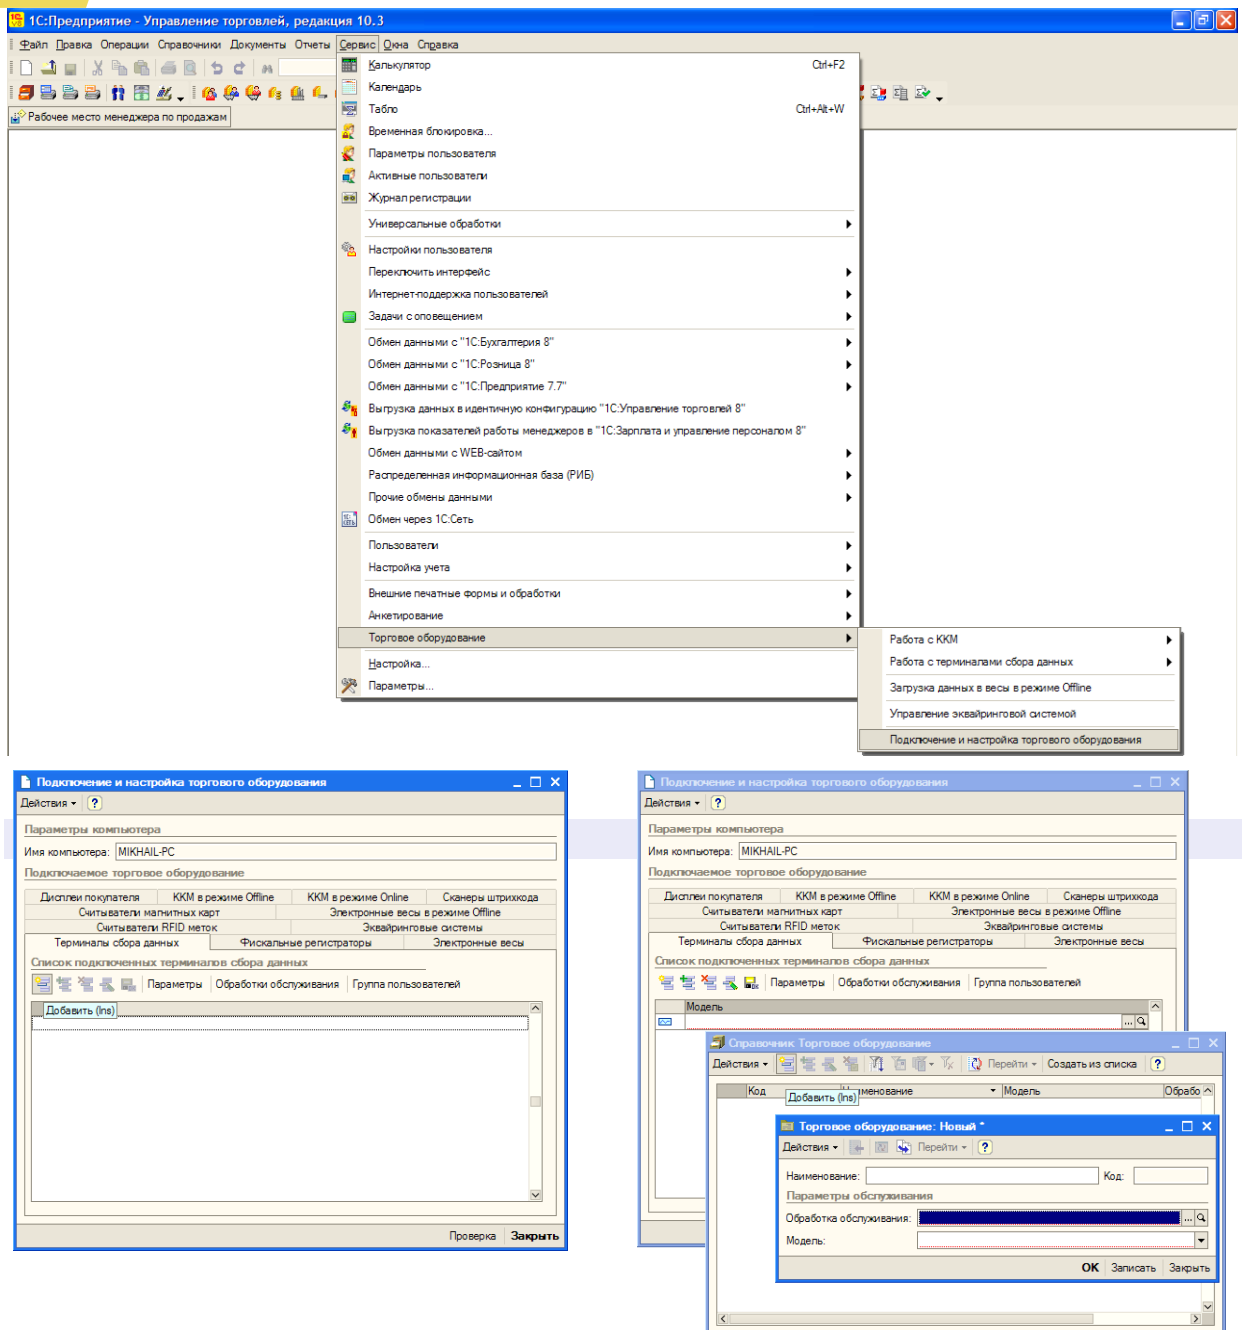 1С:Предприятие - Управление торговлей, редакция 10.3
Файл Правка Операции Справочники Документы Отчеты Сервис Окна Справка
Рабочее место менеджера по продажам
Калькулятор Ctrl+F2
Календарь
Табло Ctrl+Alt+W
Временная блокировка...
Параметры пользователя
Активные пользователи
Журнал регистрации
Универсальные обработки
Настройки пользователя
Переключить интерфейс
Интернет-поддержка пользователей
Задачи с оповещением
Обмен данными с "1С:Бухгалтерия 8"
Обмен данными с "1С:Розница 8"
Обмен данными с "1С:Предприятие 7.7"
Выгрузка данных в идентичную конфигурацию "1С:Управление торговлей 8"
Выгрузка показателей работы менеджеров в "1С:Зарплата и управление персоналом 8"
Обмен данными с WEB-сайтом
Распределенная информационная база (РИБ)
Прочие обмены данными
Обмен через 1С:Сеть
Пользователи
Настройка учета
Внешние печатные формы и обработки
Анкетирование
Торговое оборудование
Настройка...
Параметры...
Работа с ККМ
Работа с терминалами сбора данных
Загрузка данных в весы в режиме Offline
Управление эквайринговой системой
Подключение и настройка торгового оборудования
Подключение и настройка торгового оборудования
Действия ?
Параметры компьютера
Имя компьютера: MIKHAIL-PC
Подключаемое торговое оборудование
Дисплеи покупателя ККМ в режиме Offline ККМ в режиме Online Сканеры штрихкода
Считыватели магнитных карт Электронные весы в режиме Offline
Считыватели RFID меток Эквайринговые системы
Терминалы сбора данных Фискальные регистраторы Электронные весы
Список подключенных терминалов сбора данных
Параметры Обработки обслуживания Группа пользователей
Добавить (Ins)
Проверка Закрыть
Подключение и настройка торгового оборудования
Действия ?
Параметры компьютера
Имя компьютера: MIKHAIL-PC
Подключаемое торговое оборудование
Дисплеи покупателя ККМ в режиме Offline ККМ в режиме Online Сканеры штрихкода
Считыватели магнитных карт Электронные весы в режиме Offline
Считыватели RFID меток Эквайринговые системы
Терминалы сбора данных Фискальные регистраторы Электронные весы
Список подключенных терминалов сбора данных
Параметры Обработки обслуживания Группа пользователей
Модель
...
Справочник Торговое оборудование
Действия Перейти Создать из списка ?
Код Наименование Модель Обрабо
Добавить (Ins)
Торговое оборудование: Новый *
Действия Перейти ?
Наименование: Код:
Параметры обслуживания
Обработка обслуживания: ...
Модель:
OK Записать Закрыть